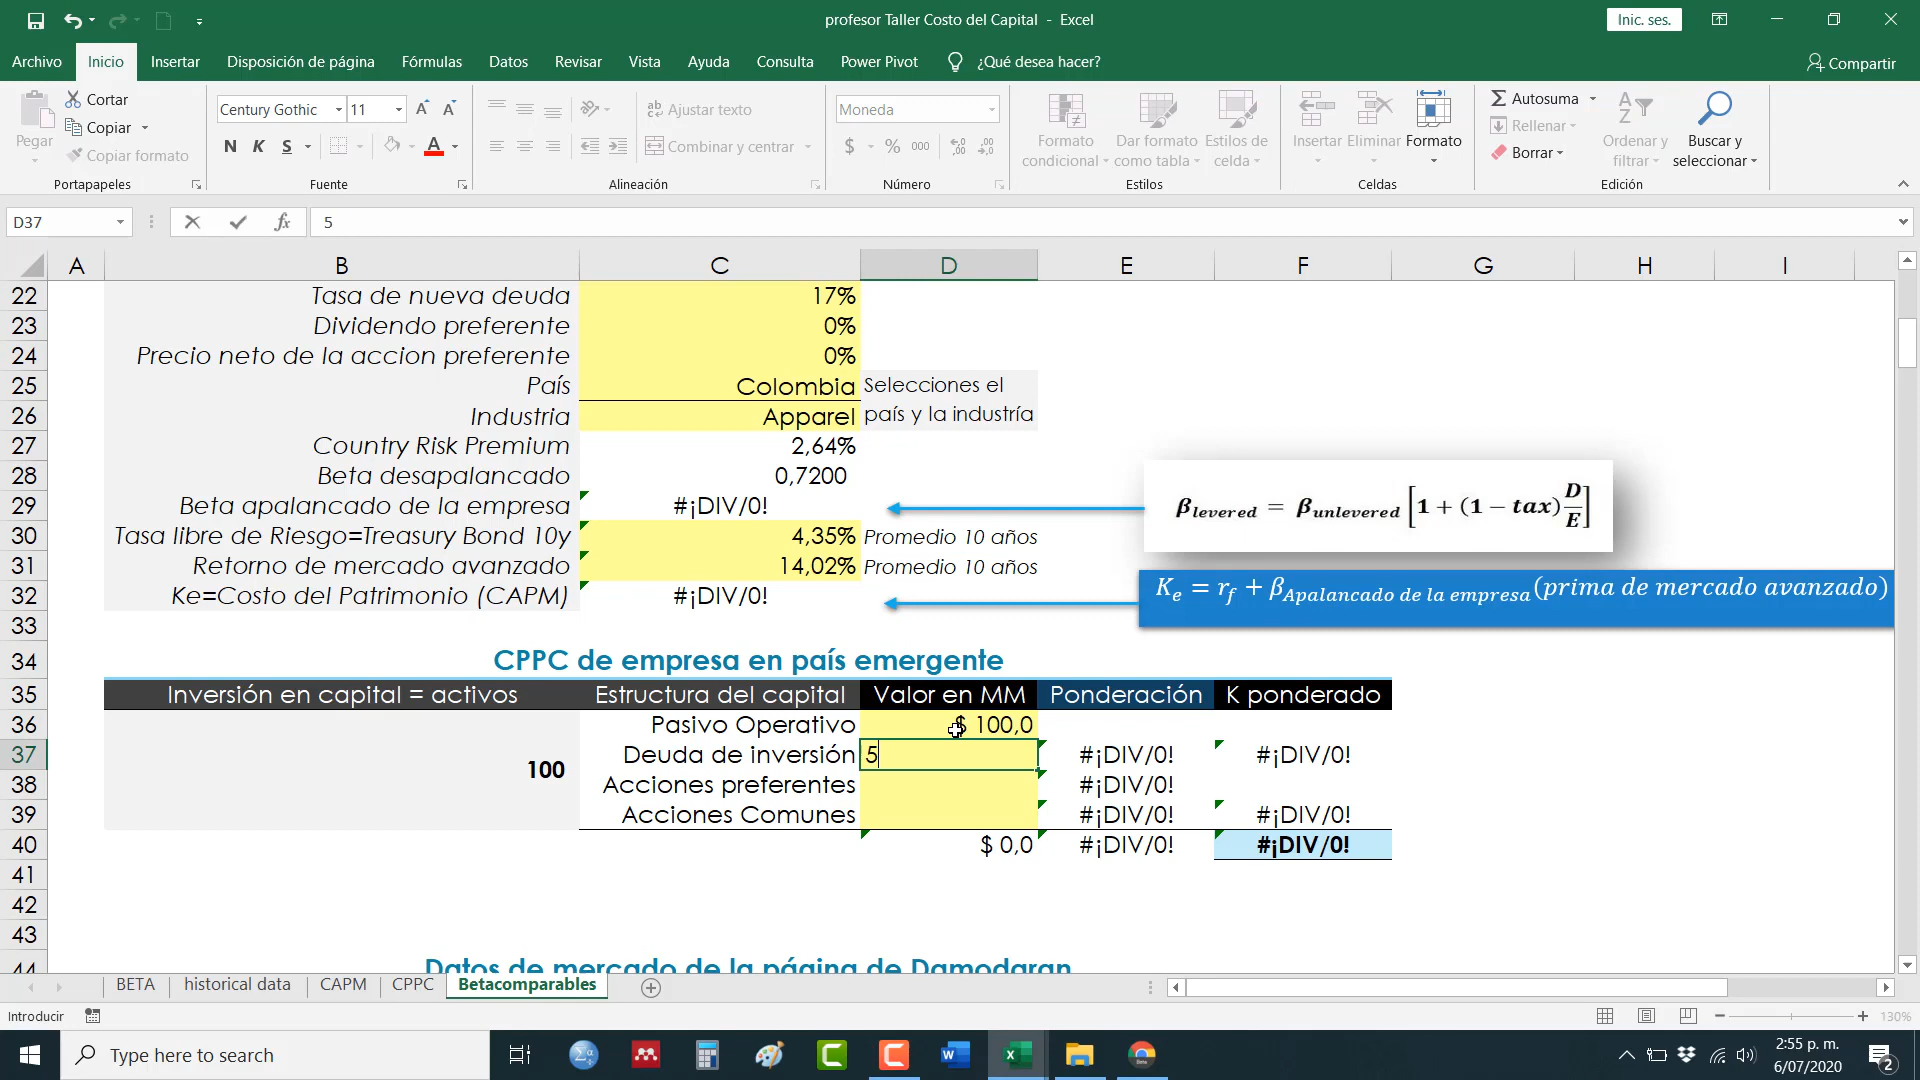 profesor Taller Costo del Capital - Excel
Inic. ses.
Archivo Inicio Insertar Disposición de página Fórmulas Datos Revisar Vista Ayuda Consulta Power Pivot ¿Qué desea hacer? Compartir
Pegar
Cortar
Copiar
Copiar formato
Portapapeles
Century Gothic 11
N K S
Fuente
Ajustar texto
Combinar y centrar
Alineación
Moneda
$ % 000
Número
Formato condicional
Dar formato como tabla
Estilos de celda
Estilos
Insertar Eliminar Formato
Celdas
Autosuma
Rellenar
Borrar
Ordenar y filtrar
Buscar y seleccionar
Edición
D37 fx 5
A B C D E F G H I
22 Tasa de nueva deuda 17%
23 Dividendo preferente 0%
24 Precio neto de la accion preferente 0%
25 País Colombia Selecciones el
26 Industria Apparel país y la industría
27 Country Risk Premium 2,64%
28 Beta desapalancado 0,7200
29 Beta apalancado de la empresa #¡DIV/0! β levered = β unlevered [1 + (1 − tax) D/E]
30 Tasa libre de Riesgo=Treasury Bond 10y 4,35% Promedio 10 años
31 Retorno de mercado avanzado 14,02% Promedio 10 años
32 Ke=Costo del Patrimonio (CAPM) #¡DIV/0! Ke = rf + β Apalancado de la empresa (prima de mercado avanzado)
33
34 CPPC de empresa en país emergente
35 Inversión en capital = activos Estructura del capital Valor en MM Ponderación K ponderado
36 Pasivo Operativo $ 100,0
37 Deuda de inversión 5 #¡DIV/0! #¡DIV/0!
100
38 Acciones preferentes #¡DIV/0!
39 Acciones Comunes #¡DIV/0! #¡DIV/0!
40 $ 0,0 #¡DIV/0! #¡DIV/0!
41
42
43
44 Datos de mercado de la página de Damodaran
BETA historical data CAPM CPPC Betacomparables
Introducir 130%
Type here to search
2:55 p. m.
6/07/2020
2